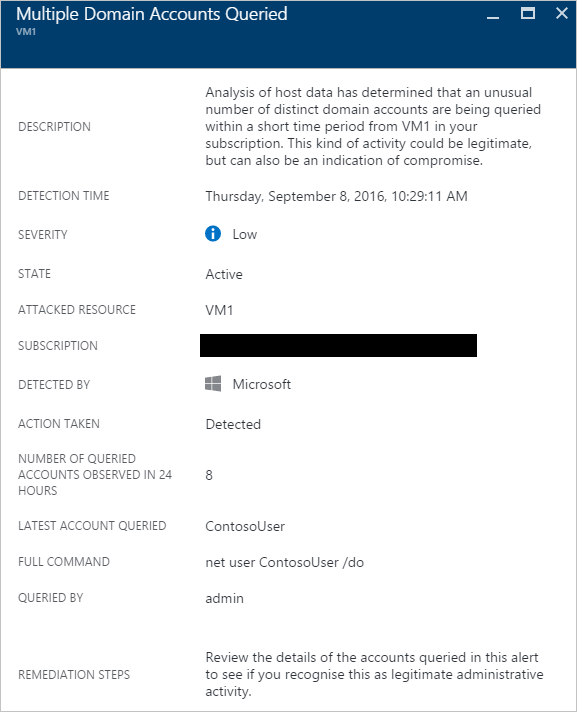 Multiple Domain Accounts Queried
VM1
DESCRIPTION
Analysis of host data has determined that an unusual
number of distinct domain accounts are being queried
within a short time period from VM1 in your
subscription. This kind of activity could be legitimate,
but can also be an indication of compromise.
DETECTION TIME
Thursday, September 8, 2016, 10:29:11 AM
SEVERITY
Low
STATE
Active
ATTACKED RESOURCE
VM1
SUBSCRIPTION
DETECTED BY
Microsoft
ACTION TAKEN
Detected
NUMBER OF QUERIED
ACCOUNTS OBSERVED IN 24
HOURS
8
LATEST ACCOUNT QUERIED
ContosoUser
FULL COMMAND
net user ContosoUser /do
QUERIED BY
admin
REMEDIATION STEPS
Review the details of the accounts queried in this alert
to see if you recognise this as legitimate administrative
activity.